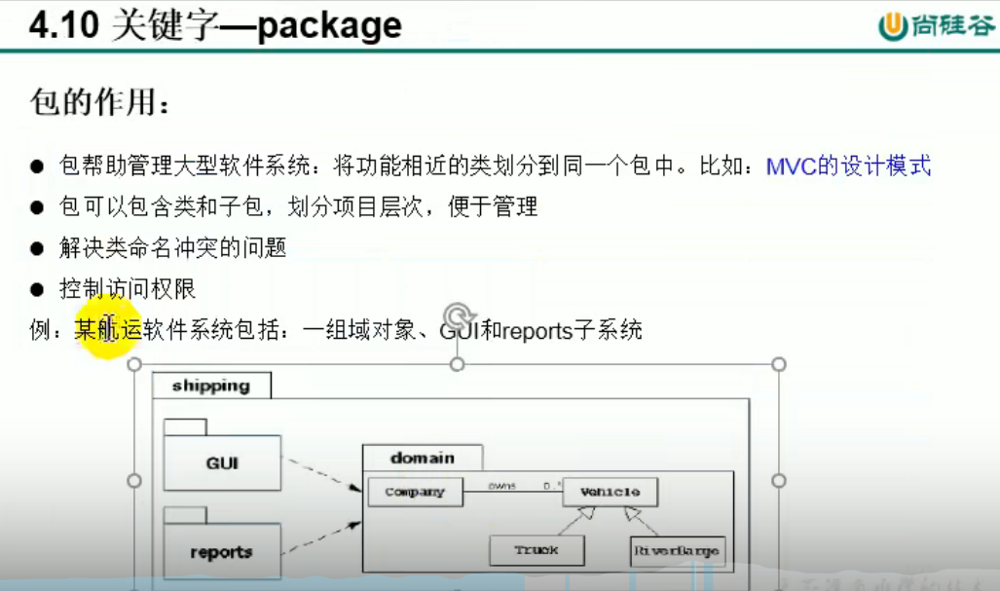 4.10 关键字—package
尚硅谷
包的作用：
● 包帮助管理大型软件系统：将功能相近的类划分到同一个包中。比如：MVC的设计模式
● 包可以包含类和子包，划分项目层次，便于管理
● 解决类命名冲突的问题
● 控制访问权限
例：某航运软件系统包括：一组域对象、GUI和reports子系统
shipping
GUI
domain
Company
owns
0..*
Vehicle
reports
Truck
RiverBarge